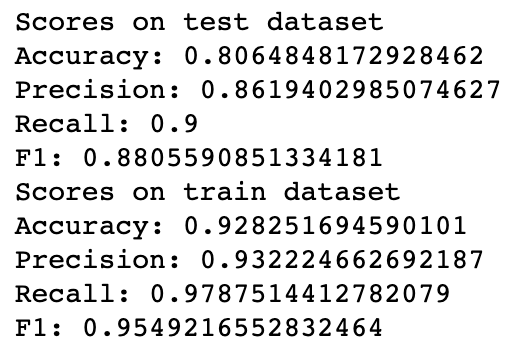 Scores on test dataset
Accuracy: 0.8064848172928462
Precision: 0.8619402985074627
Recall: 0.9
F1: 0.8805590851334181
Scores on train dataset
Accuracy: 0.928251694590101
Precision: 0.932224662692187
Recall: 0.9787514412782079
F1: 0.9549216552832464